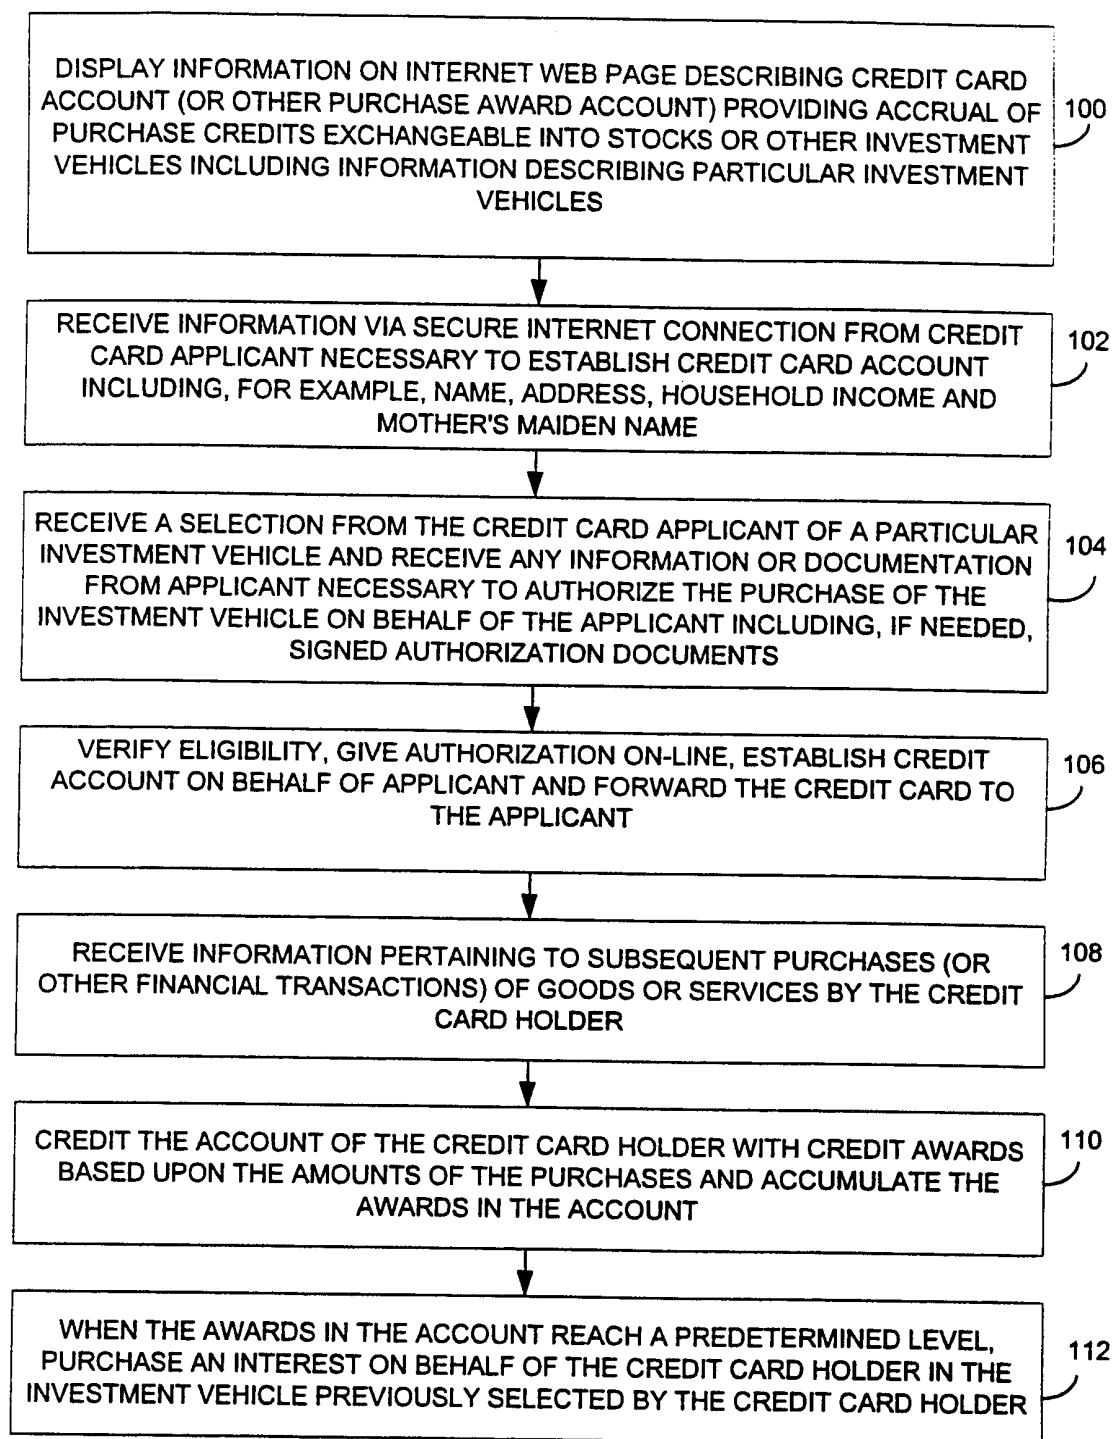 DISPLAY INFORMATION ON INTERNET WEB PAGE DESCRIBING CREDIT CARD
ACCOUNT (OR OTHER PURCHASE AWARD ACCOUNT) PROVIDING ACCRUAL OF
PURCHASE CREDITS EXCHANGEABLE INTO STOCKS OR OTHER INVESTMENT
VEHICLES INCLUDING INFORMATION DESCRIBING PARTICULAR INVESTMENT
VEHICLES
100
RECEIVE INFORMATION VIA SECURE INTERNET CONNECTION FROM CREDIT
CARD APPLICANT NECESSARY TO ESTABLISH CREDIT CARD ACCOUNT
INCLUDING, FOR EXAMPLE, NAME, ADDRESS, HOUSEHOLD INCOME AND
MOTHER'S MAIDEN NAME
102
RECEIVE A SELECTION FROM THE CREDIT CARD APPLICANT OF A PARTICULAR
INVESTMENT VEHICLE AND RECEIVE ANY INFORMATION OR DOCUMENTATION
FROM APPLICANT NECESSARY TO AUTHORIZE THE PURCHASE OF THE
INVESTMENT VEHICLE ON BEHALF OF THE APPLICANT INCLUDING, IF NEEDED,
SIGNED AUTHORIZATION DOCUMENTS
104
VERIFY ELIGIBILITY, GIVE AUTHORIZATION ON-LINE, ESTABLISH CREDIT
ACCOUNT ON BEHALF OF APPLICANT AND FORWARD THE CREDIT CARD TO
THE APPLICANT
106
RECEIVE INFORMATION PERTAINING TO SUBSEQUENT PURCHASES (OR
OTHER FINANCIAL TRANSACTIONS) OF GOODS OR SERVICES BY THE CREDIT
CARD HOLDER
108
CREDIT THE ACCOUNT OF THE CREDIT CARD HOLDER WITH CREDIT AWARDS
BASED UPON THE AMOUNTS OF THE PURCHASES AND ACCUMULATE THE
AWARDS IN THE ACCOUNT
110
WHEN THE AWARDS IN THE ACCOUNT REACH A PREDETERMINED LEVEL,
PURCHASE AN INTEREST ON BEHALF OF THE CREDIT CARD HOLDER IN THE
INVESTMENT VEHICLE PREVIOUSLY SELECTED BY THE CREDIT CARD HOLDER
112